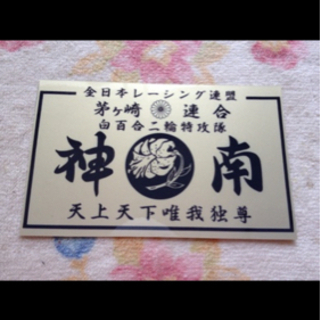 全日本レーシング連盟
茅ヶ崎 連合
白百合二輪特攻隊
神 南
天上天下唯我独尊